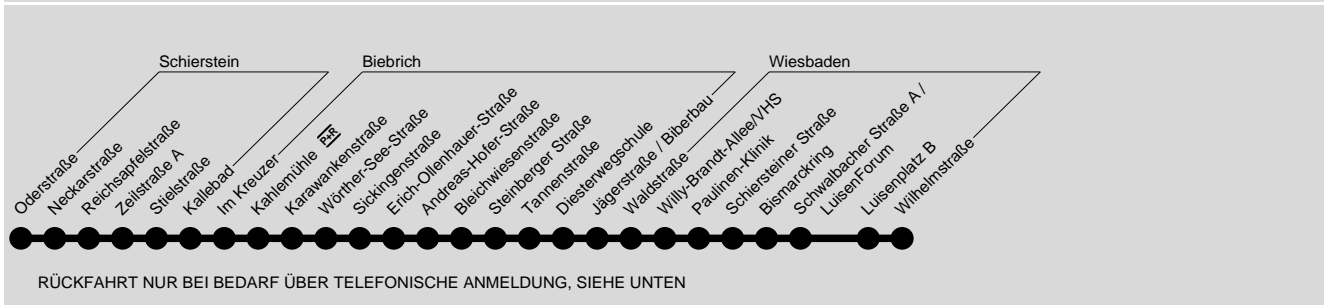 Schierstein
Biebrich
Wiesbaden
Oderstraße
Neckarstraße
Reichsapfelstraße
Zeilstraße A
Stielstraße
Kallebad
Im Kreuzer
Kahlemühle P+R
Karawankenstraße
Wörther-See-Straße
Sickingenstraße
Erich-Ollenhauer-Straße
Andreas-Hofer-Straße
Bleichwiesenstraße
Steinberger Straße
Tannenstraße
Diesterwegschule
Jägerstraße / Biberbau
Waldstraße
Willy-Brandt-Allee/VHS
Paulinen-Klinik
Schiersteiner Straße
Bismarckring
Schwalbacher Straße A /
LuisenForum
Luisenplatz B
Wilhelmstraße
RÜCKFAHRT NUR BEI BEDARF ÜBER TELEFONISCHE ANMELDUNG, SIEHE UNTEN